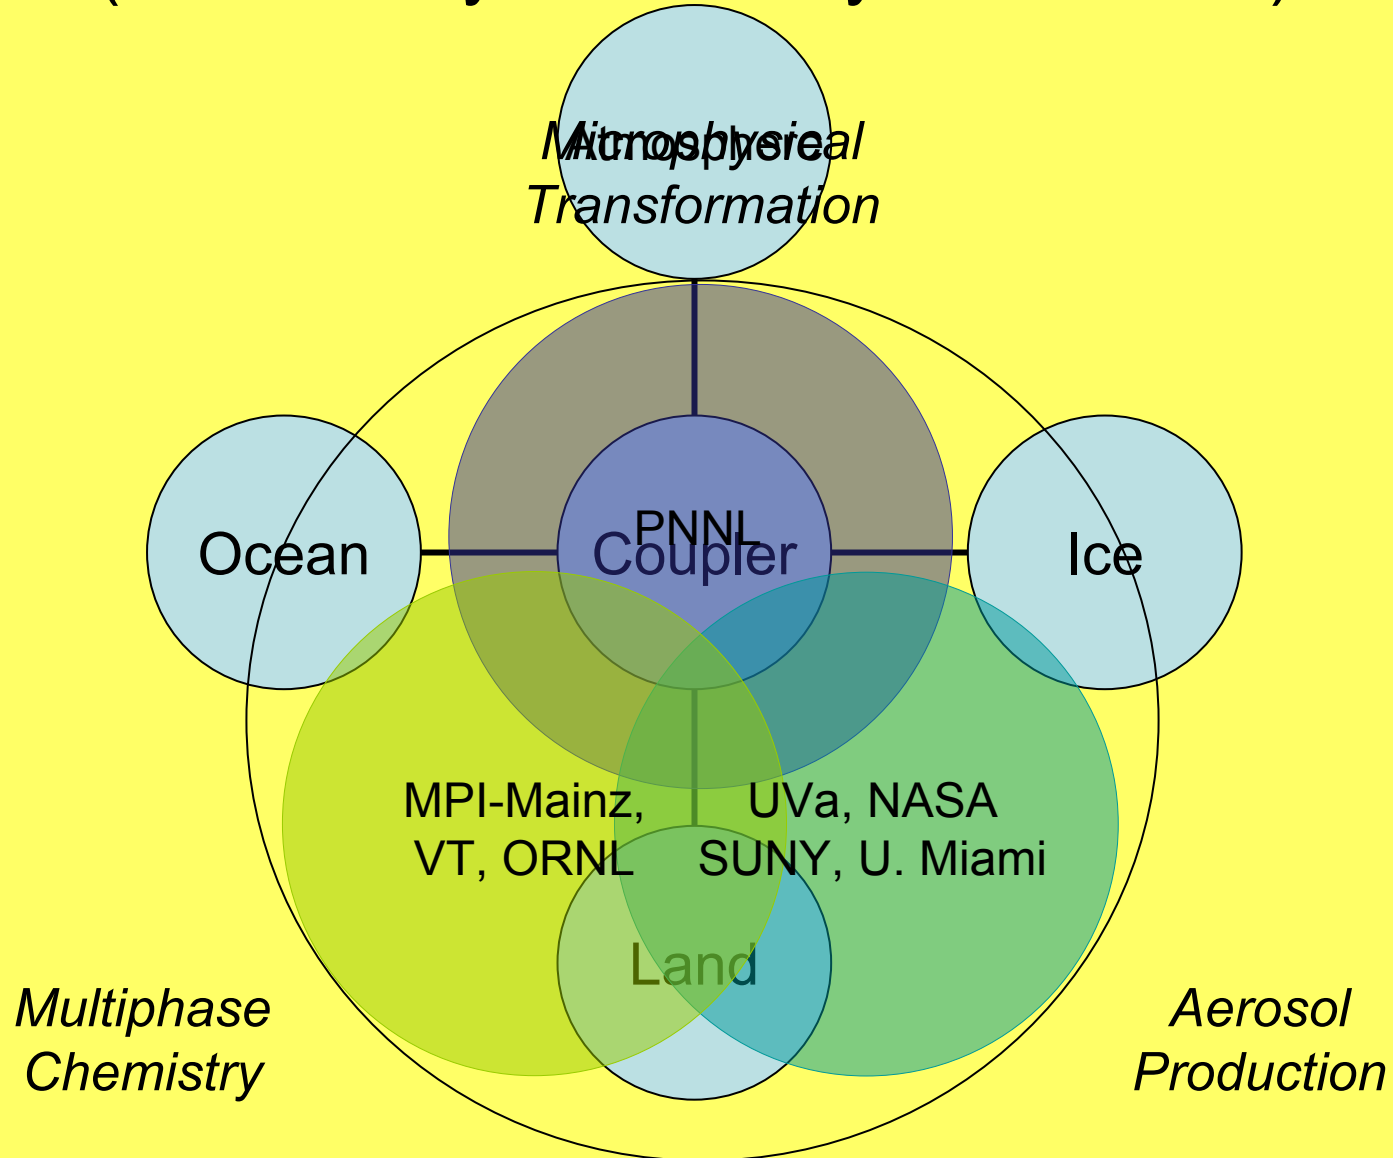 Atmosphere
Microphysical
Transformation
PNNL
Ocean
Coupler
Ice
MPI-Mainz,
VT, ORNL
UVa, NASA
SUNY, U. Miami
Land
Multiphase
Chemistry
Aerosol
Production